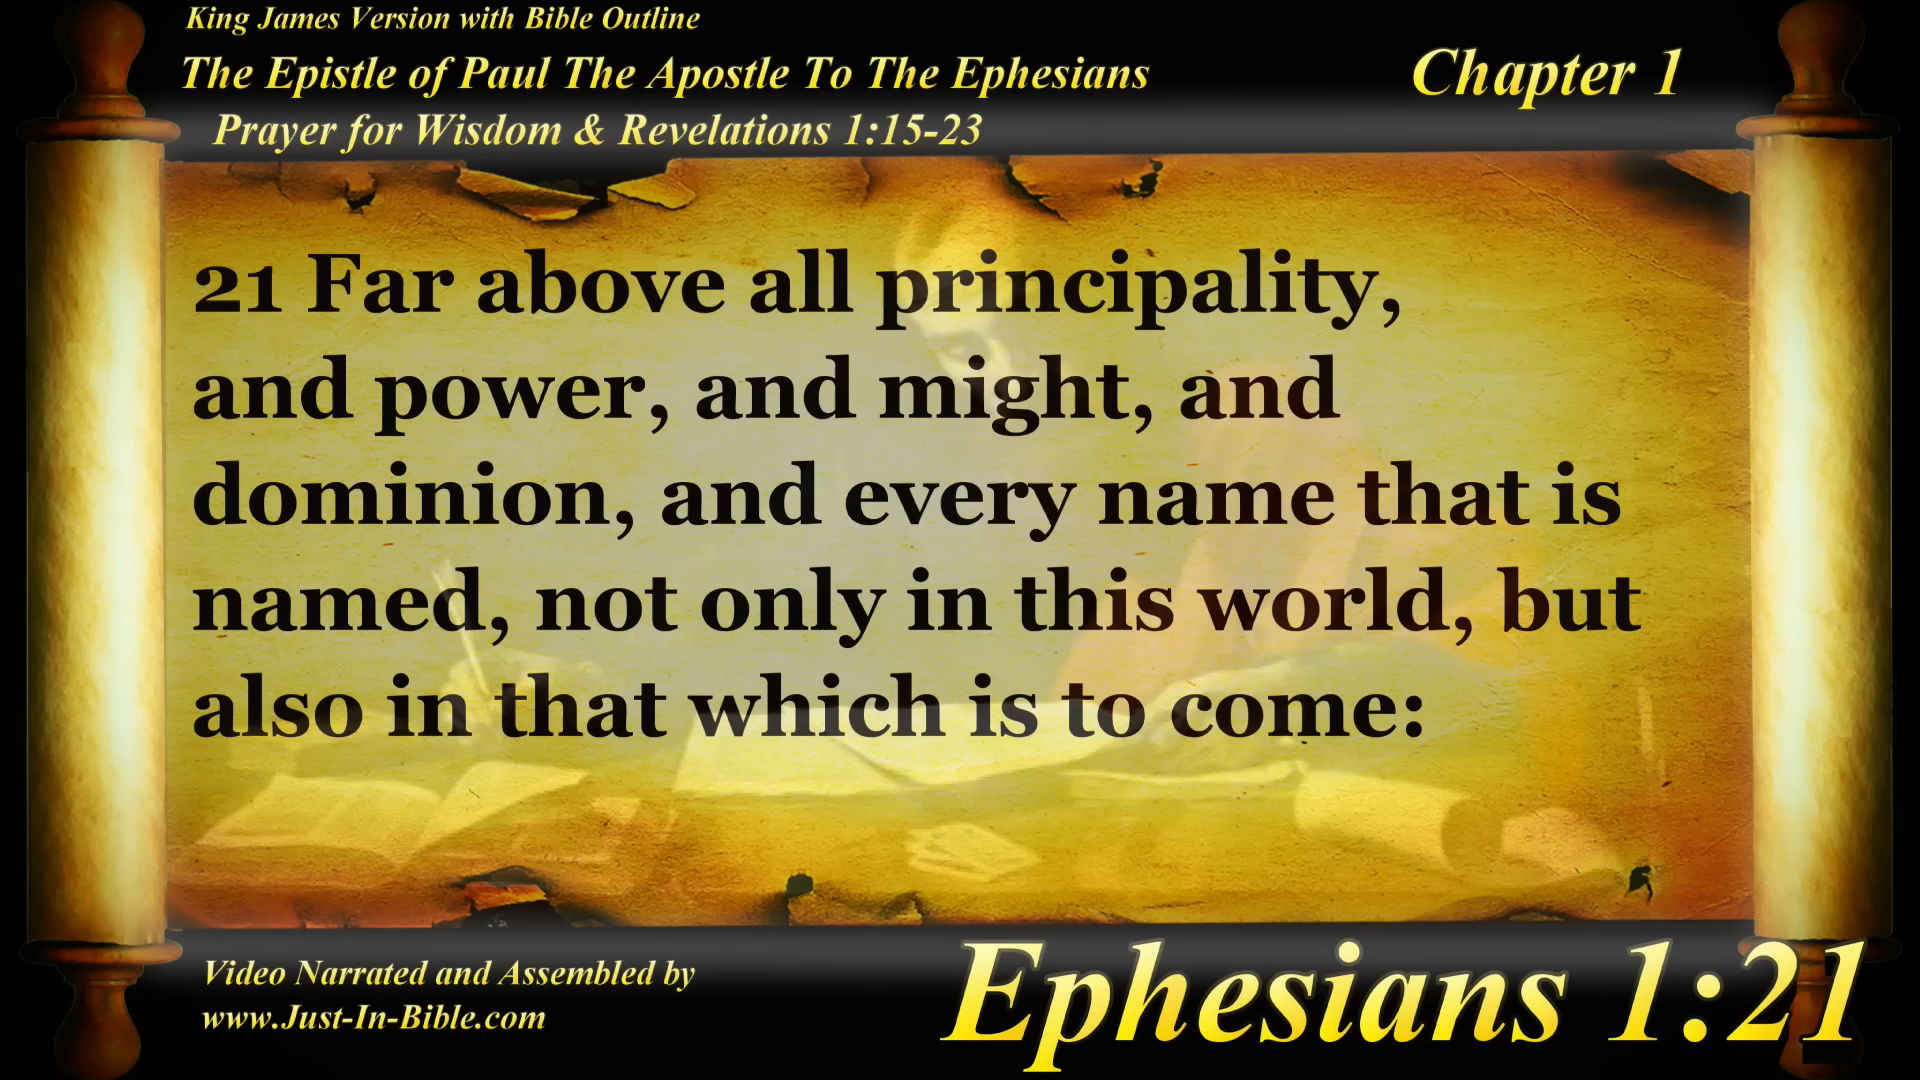 King James Version with Bible Outline
The Epistle of Paul The Apostle To The Ephesians
Chapter 1
Prayer for Wisdom & Revelations 1:15-23
21 Far above all principality,
and power, and might, and
dominion, and every name that is
named, not only in this world, but
also in that which is to come:
Video Narrated and Assembled by
www.Just-In-Bible.com
Ephesians 1:21